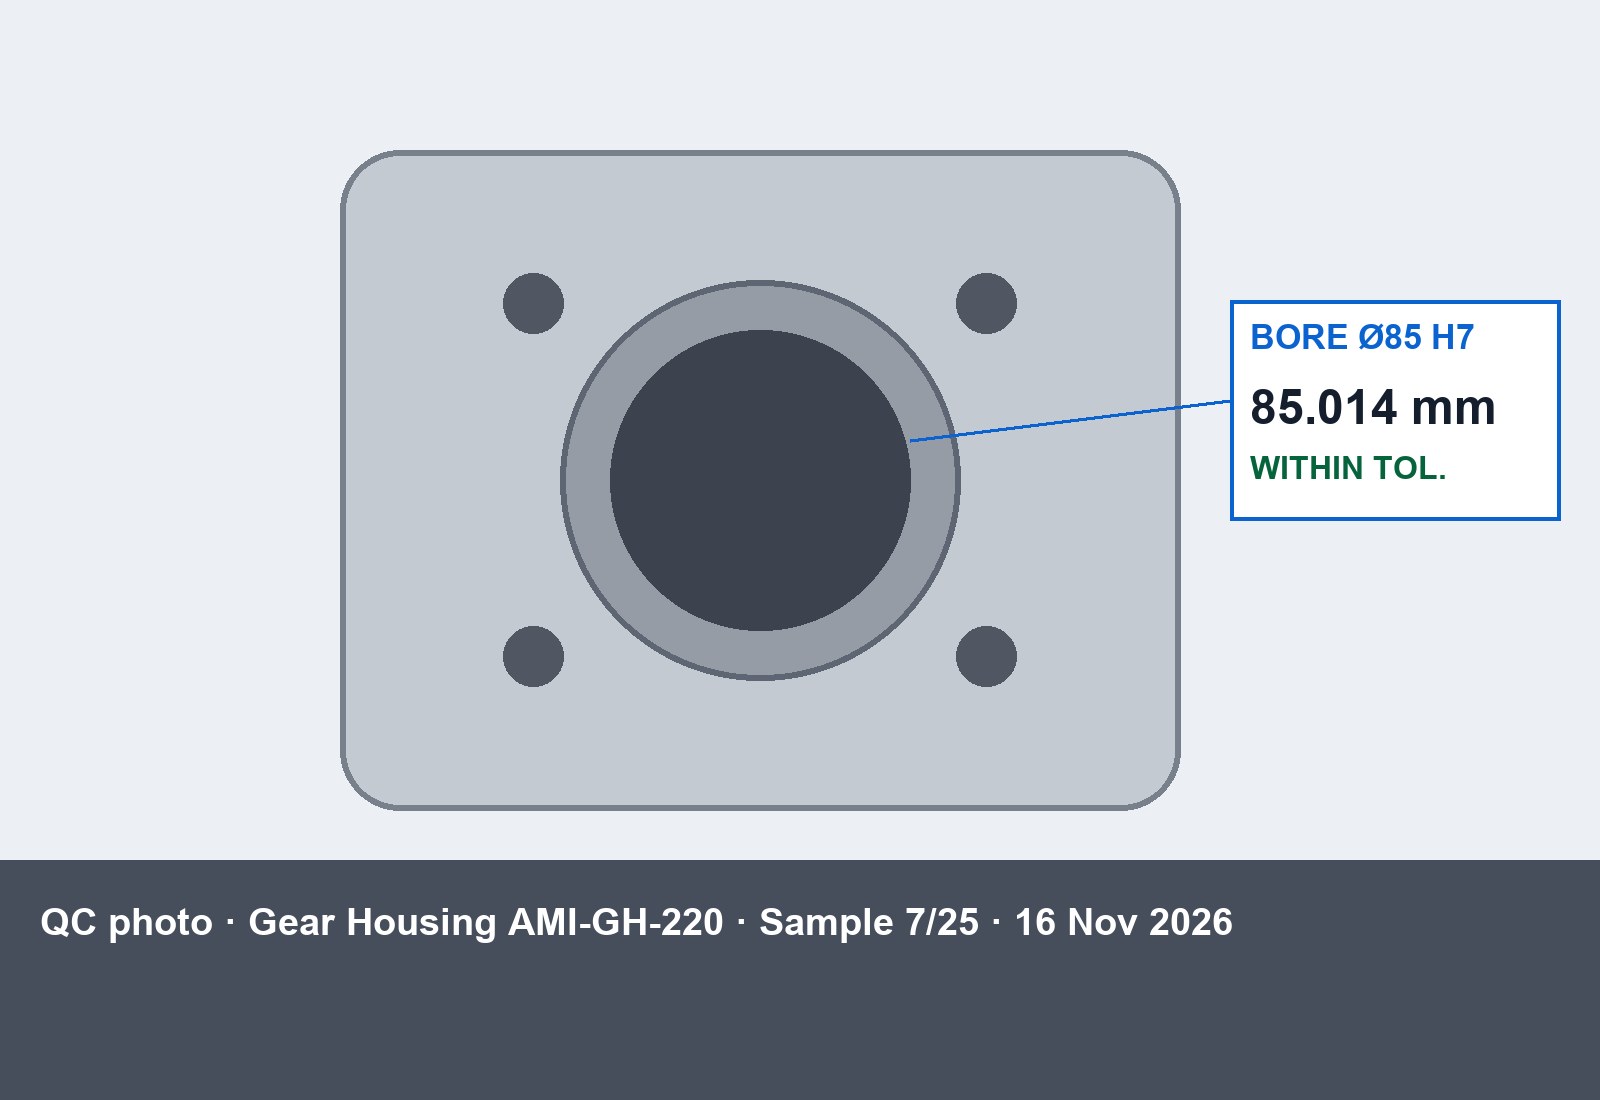 BORE Ø85 H7
85.014 mm
WITHIN TOL.
QC photo · Gear Housing AMI-GH-220 · Sample 7/25 · 16 Nov 2026